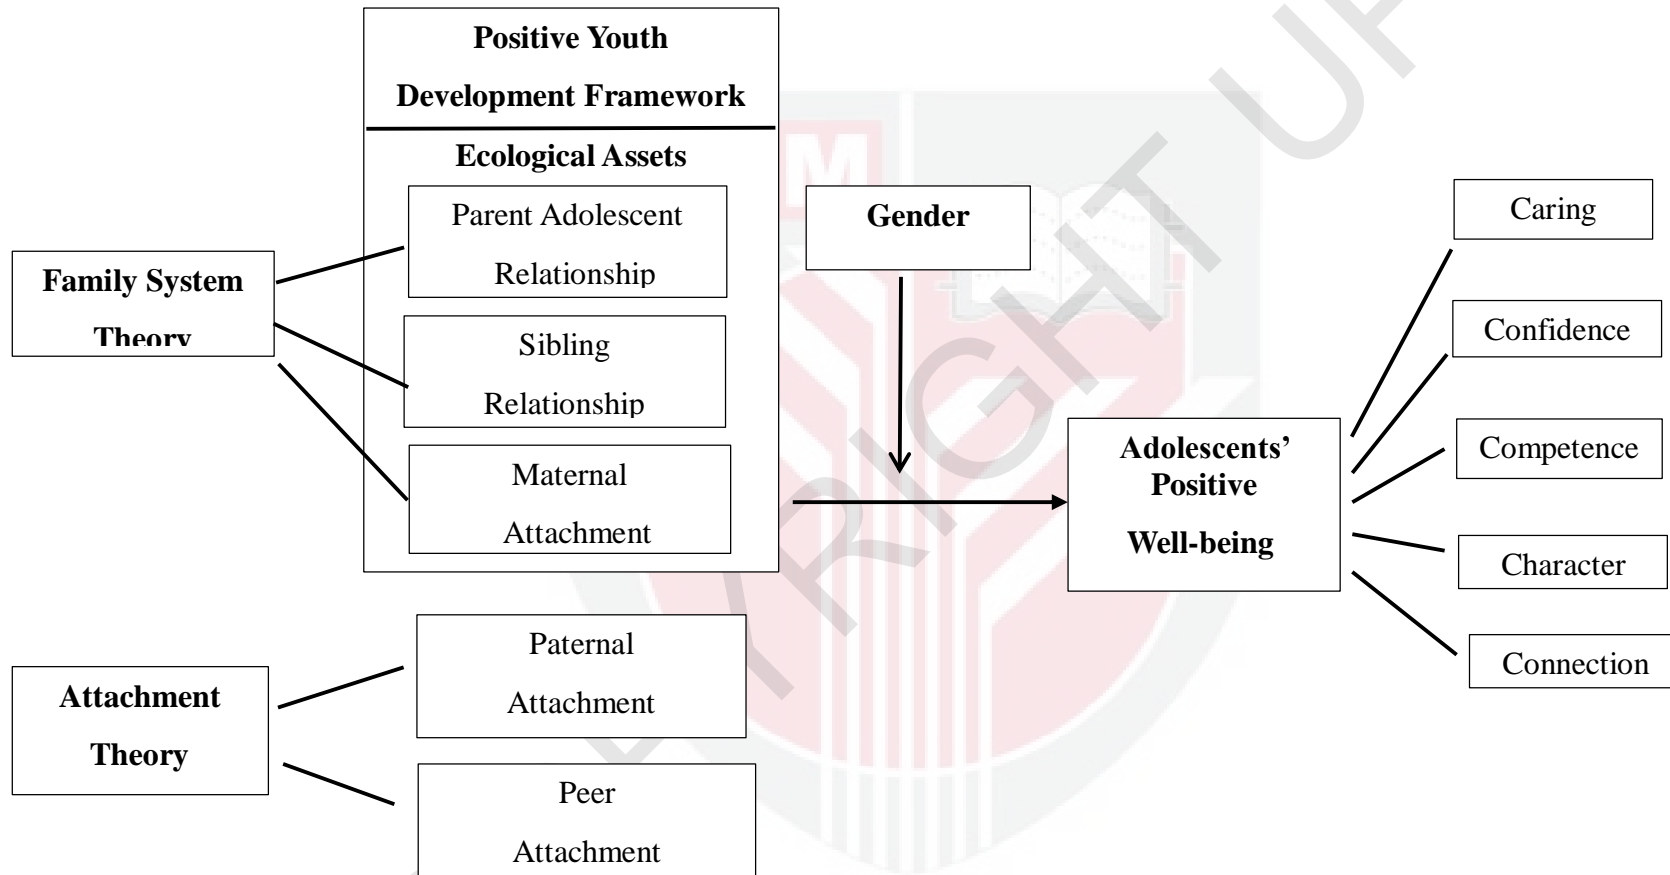 Positive Youth
Development Framework
Ecological Assets
Parent Adolescent
Relationship
Sibling
Relationship
Maternal
Attachment
Family System
Theory
Gender
Adolescents’
Positive
Well-being
Caring
Confidence
Competence
Character
Connection
Attachment
Theory
Paternal
Attachment
Peer
Attachment